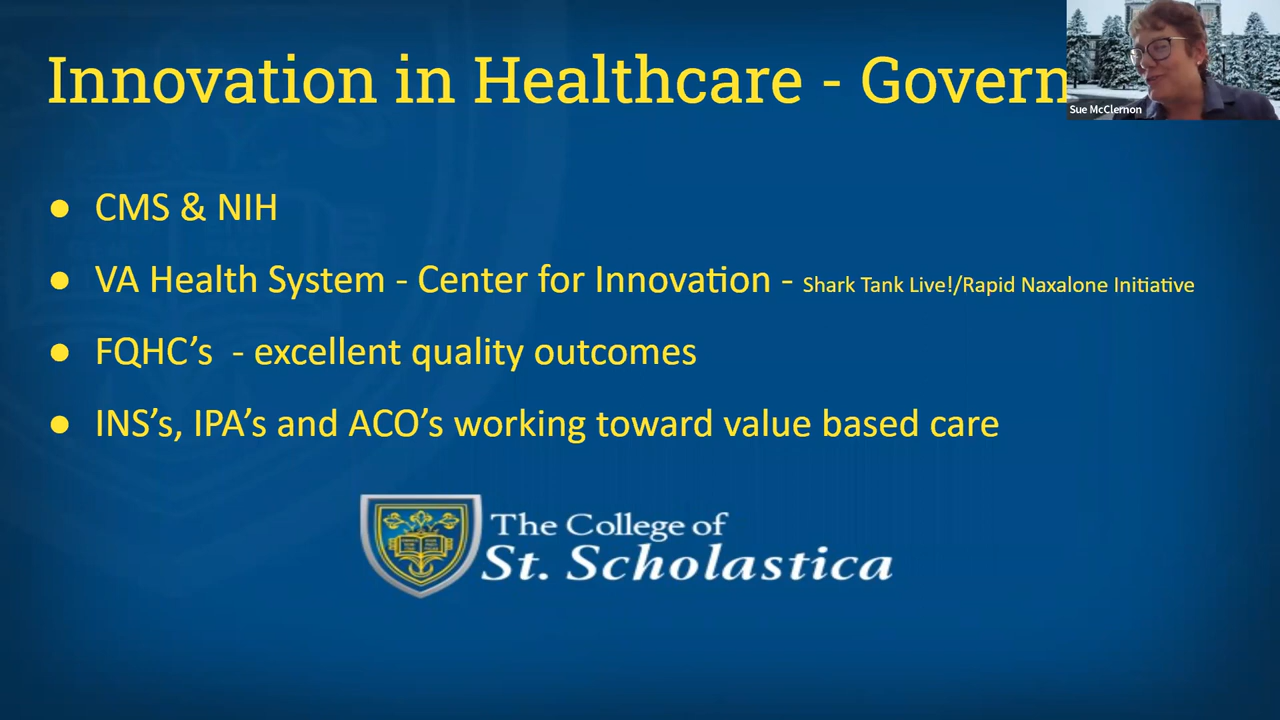 Innovation in Healthcare - Govern
Sue McClernon
● CMS & NIH
● VA Health System - Center for Innovation - Shark Tank Live!/Rapid Naxalone Initiative
● FQHC’s - excellent quality outcomes
● INS’s, IPA’s and ACO’s working toward value based care
The College of
St. Scholastica